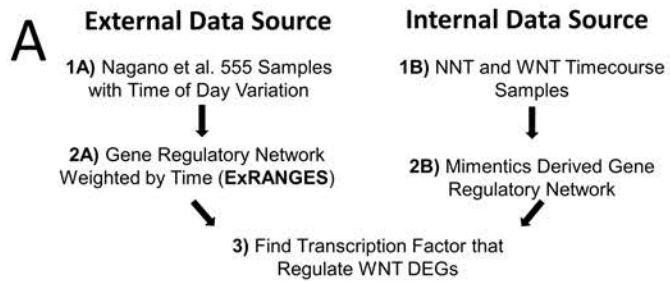 A
External Data Source
1A) Nagano et al. 555 Samples
with Time of Day Variation
2A) Gene Regulatory Network
Weighted by Time (ExRANGES)
Internal Data Source
1B) NNT and WNT Timecourse
Samples
2B) Mimentics Derived Gene
Regulatory Network
3) Find Transcription Factor that
Regulate WNT DEGs